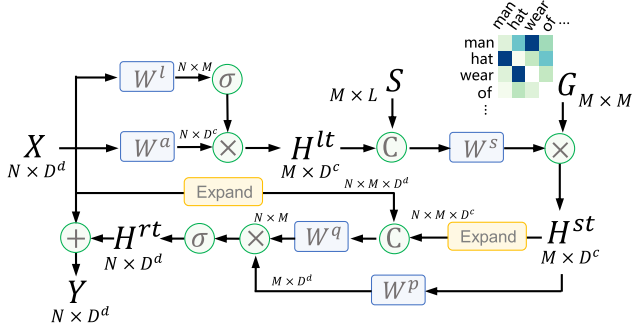 man
hat
wear
of ...
man
hat
wear
of
⋮
W^l
N × M
σ
S
M × L
G
M × M
X
N × D^d
W^a
N × D^c
×
H^{lt}
M × D^c
C
W^s
×
Expand
N × M × D^d
+
H^{rt}
N × D^d
σ
×
N × M
W^q
C
N × M × D^c
Expand
H^{st}
M × D^c
Y
N × D^d
M × D^d
W^p